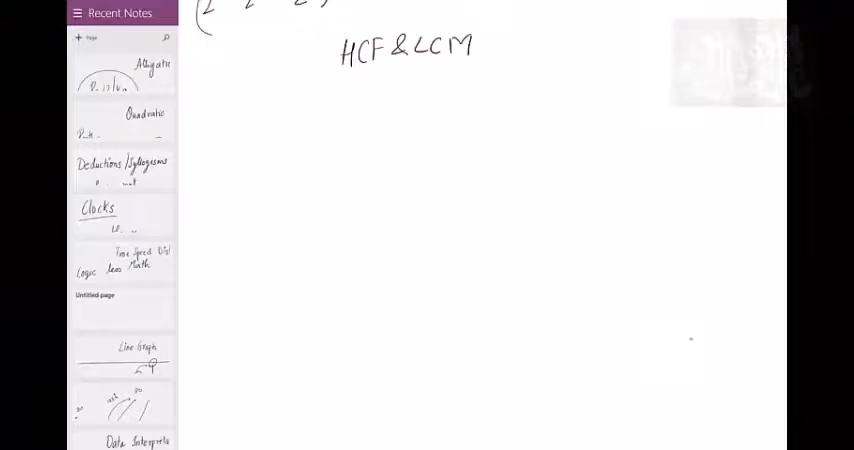 Recent Notes
+ Page
HCF & LCM
Quadratic
Deductions / Syllogisms
Clocks
Time Speed Dist
Logic less Math
Untitled page
Line Graph
Data Interpreta